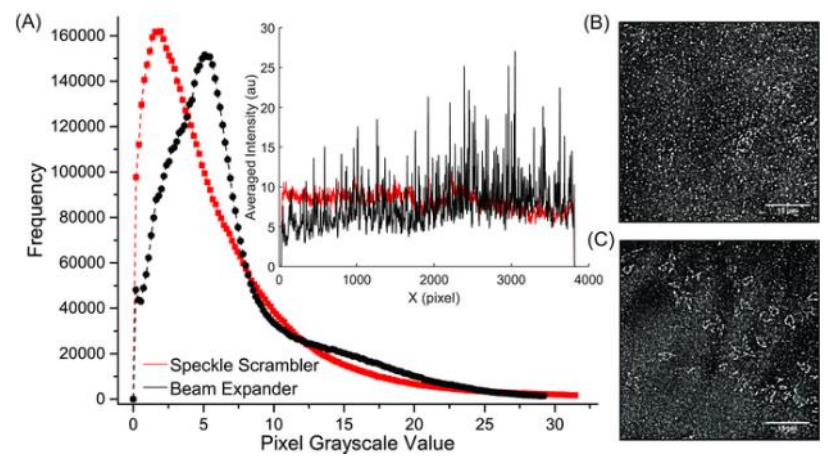 (A)
160000
140000
120000
100000
80000
60000
40000
20000
0
Frequency
0 5 10 15 20 25 30
Pixel Grayscale Value
Speckle Scrambler
Beam Expander
30
25
20
15
10
5
0
Averaged Intensity (au)
0 1000 2000 3000 4000
X (pixel)
(B)
(C)